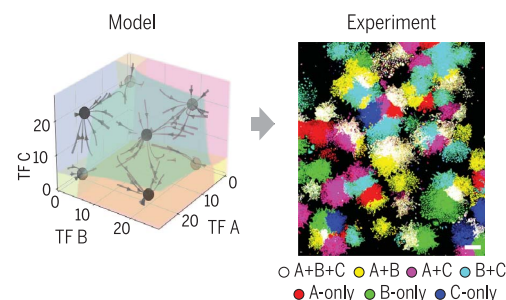 Model
Experiment
20
10
0
TF C
0
10
20
TF B
0
10
20
TF A
A+B+C A+B A+C B+C
A-only B-only C-only